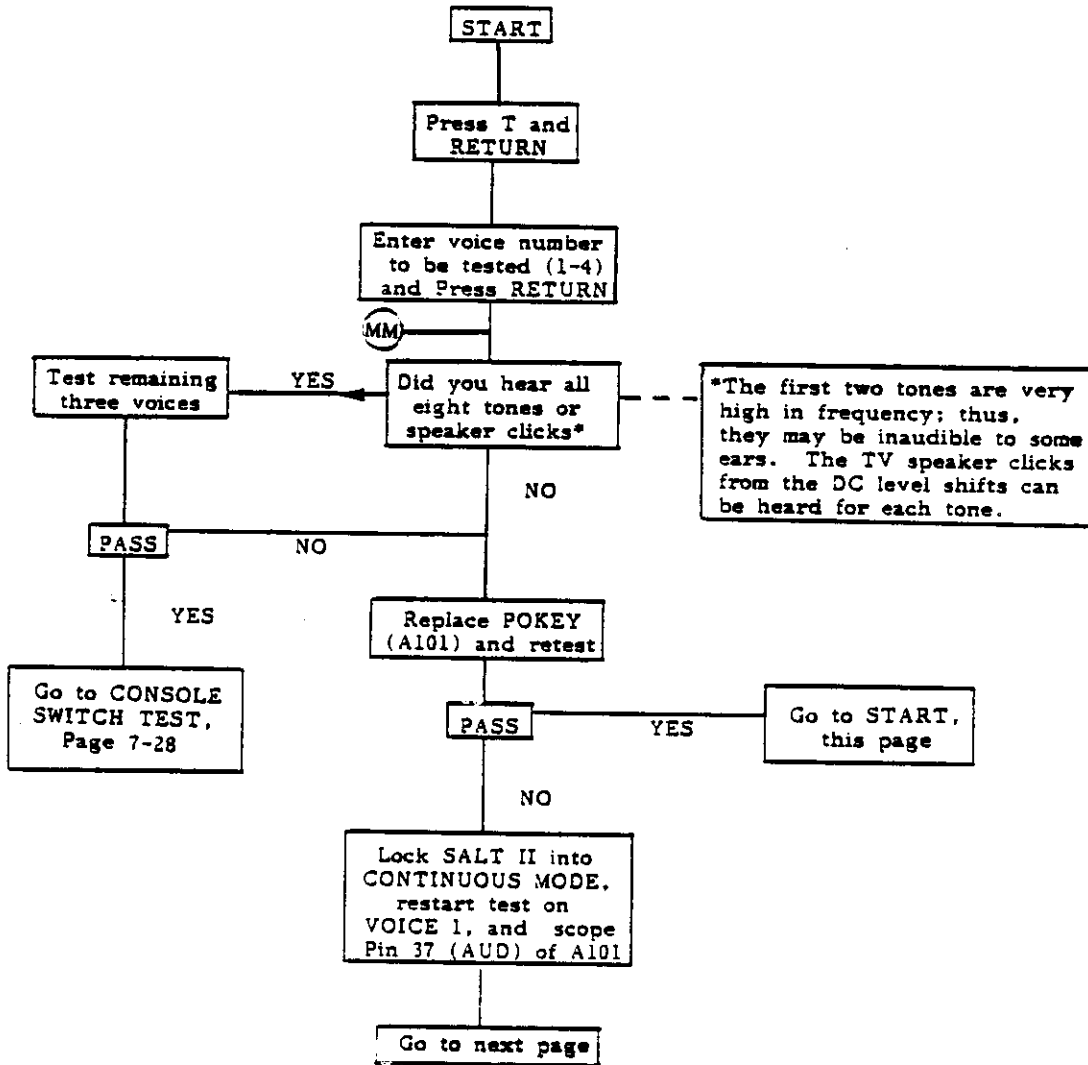 START
Press T and
RETURN
Enter voice number
to be tested (1-4)
and Press RETURN
MM
Test remaining
three voices
YES
Did you hear all
eight tones or
speaker clicks*
*The first two tones are very
high in frequency; thus,
they may be inaudible to some
ears. The TV speaker clicks
from the DC level shifts can
be heard for each tone.
NO
PASS
NO
YES
Replace POKEY
(A101) and retest
Go to CONSOLE
SWITCH TEST,
Page 7-28
PASS
YES
Go to START,
this page
NO
Lock SALT II into
CONTINUOUS MODE,
restart test on
VOICE 1, and scope
Pin 37 (AUD) of A101
Go to next page